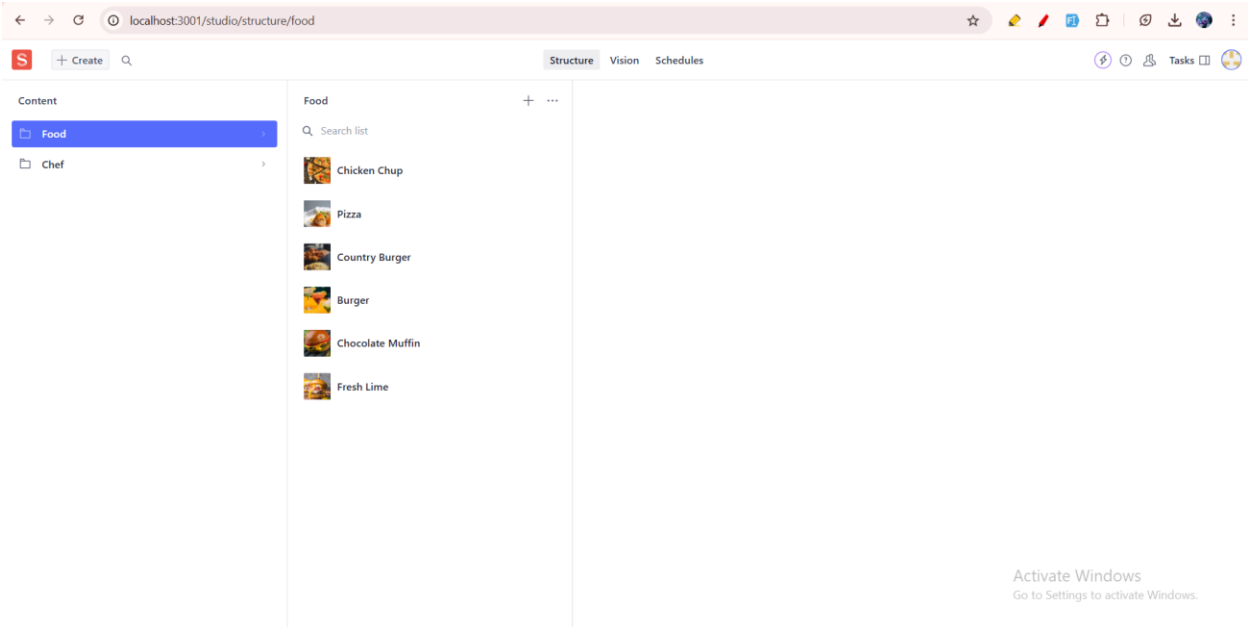 localhost:3001/studio/structure/food
S
Create
Structure
Vision
Schedules
Tasks
Content
Food
Chef
Food
Search list
Chicken Chup
Pizza
Country Burger
Burger
Chocolate Muffin
Fresh Lime
Activate Windows
Go to Settings to activate Windows.